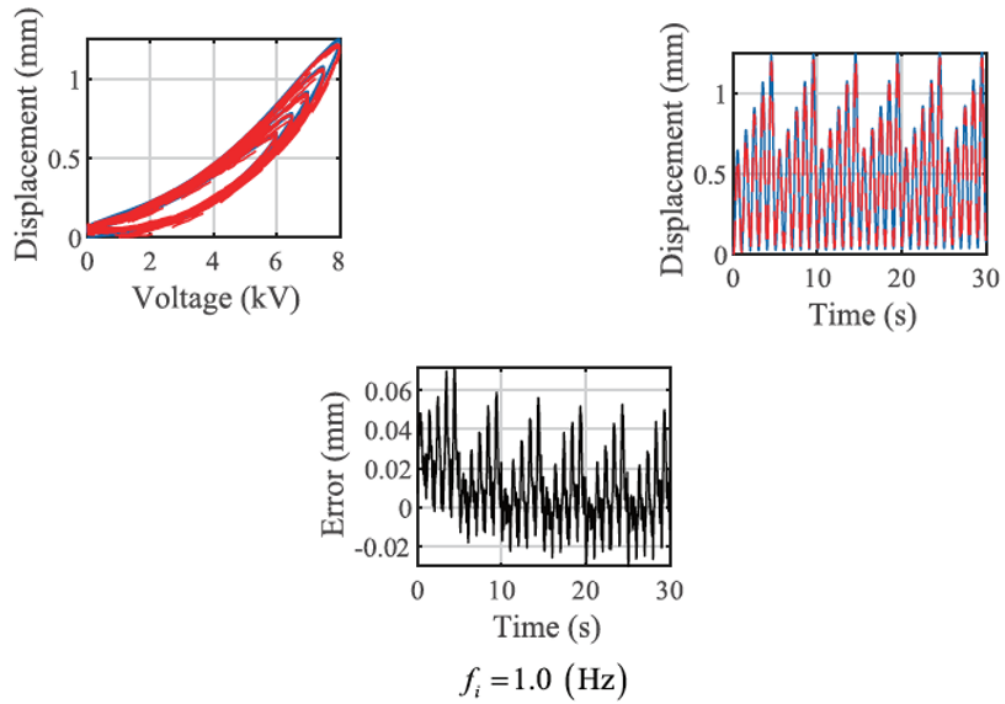 Displacement (mm)
1
0.5
0
0 2 4 6 8
Voltage (kV)
Displacement (mm)
1
0.5
0
0 10 20 30
Time (s)
Error (mm)
0.06
0.04
0.02
0
-0.02
0 10 20 30
Time (s)
f_i = 1.0 (Hz)